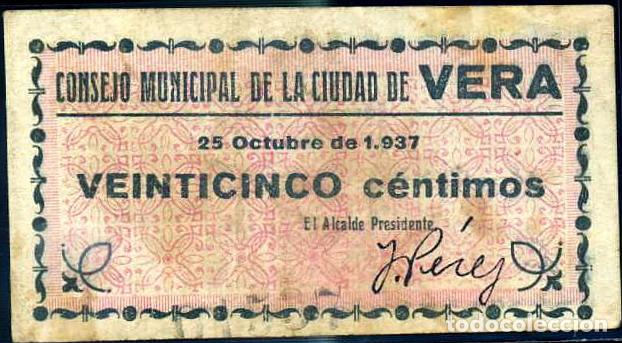 CONSEJO MUNICIPAL DE LA CIUDAD DE VERA
25 Octubre de 1.937
VEINTICINCO céntimos
El Alcalde Presidente
J. Pérez
todocoleccion